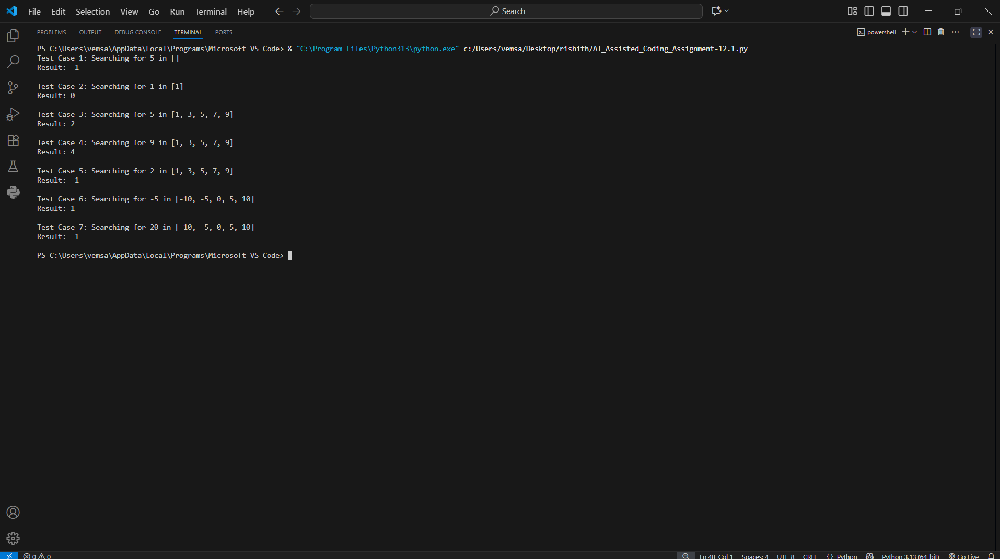 File Edit Selection View Go Run Terminal Help Search
PROBLEMS OUTPUT DEBUG CONSOLE TERMINAL PORTS powershell
PS C:\Users\vemsa\AppData\Local\Programs\Microsoft VS Code> & "C:\Program Files\Python313\python.exe" c:/Users/vemsa/Desktop/rishith/AI_Assisted_Coding_Assignment-12.1.py
Test Case 1: Searching for 5 in []
Result: -1
Test Case 2: Searching for 1 in [1]
Result: 0
Test Case 3: Searching for 5 in [1, 3, 5, 7, 9]
Result: 2
Test Case 4: Searching for 9 in [1, 3, 5, 7, 9]
Result: 4
Test Case 5: Searching for 2 in [1, 3, 5, 7, 9]
Result: -1
Test Case 6: Searching for -5 in [-10, -5, 0, 5, 10]
Result: 1
Test Case 7: Searching for 20 in [-10, -5, 0, 5, 10]
Result: -1
PS C:\Users\vemsa\AppData\Local\Programs\Microsoft VS Code>
0 0 Ln 48, Col 1 Spaces: 4 UTF-8 CRLF { } Python Python 3.13 (64-bit) Go Live